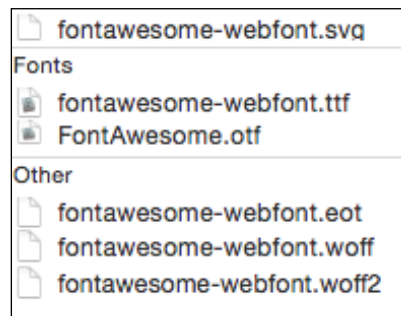 fontawesome-webfont.svg
Fonts
fontawesome-webfont.ttf
FontAwesome.otf
Other
fontawesome-webfont.eot
fontawesome-webfont.woff
fontawesome-webfont.woff2